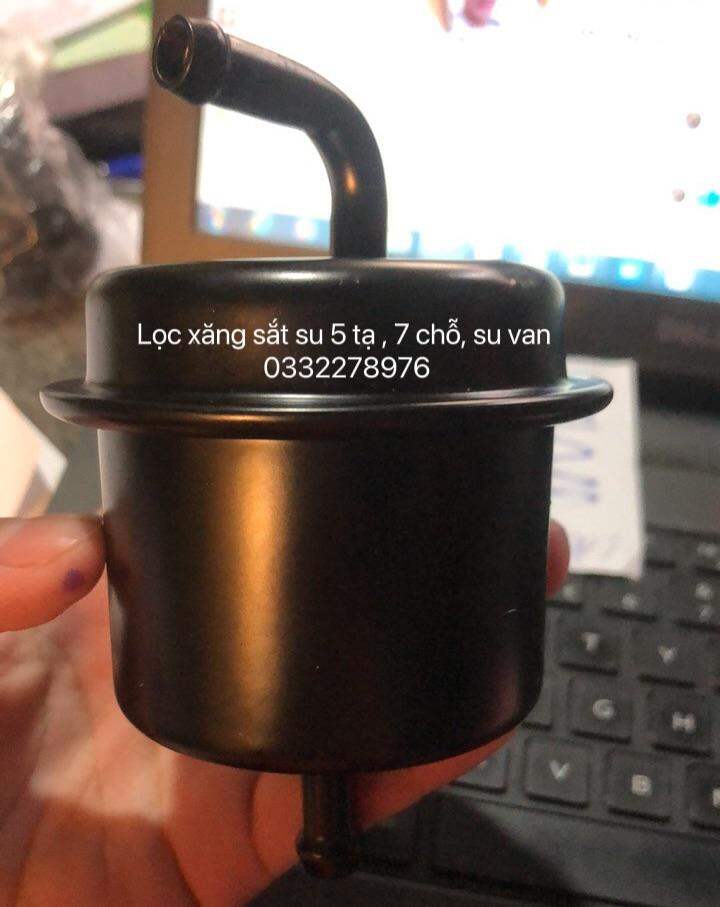 Lọc xăng sắt su 5 tạ , 7 chỗ, su van
0332278976
T
Y
G
H
V
B
N